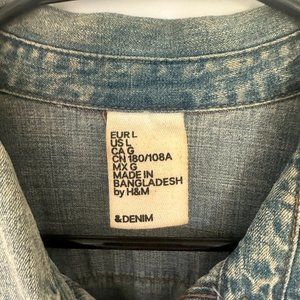 EUR L
US L
CA G
CN 180/108A
MX G
MADE IN
BANGLADESH
by H&M
&DENIM